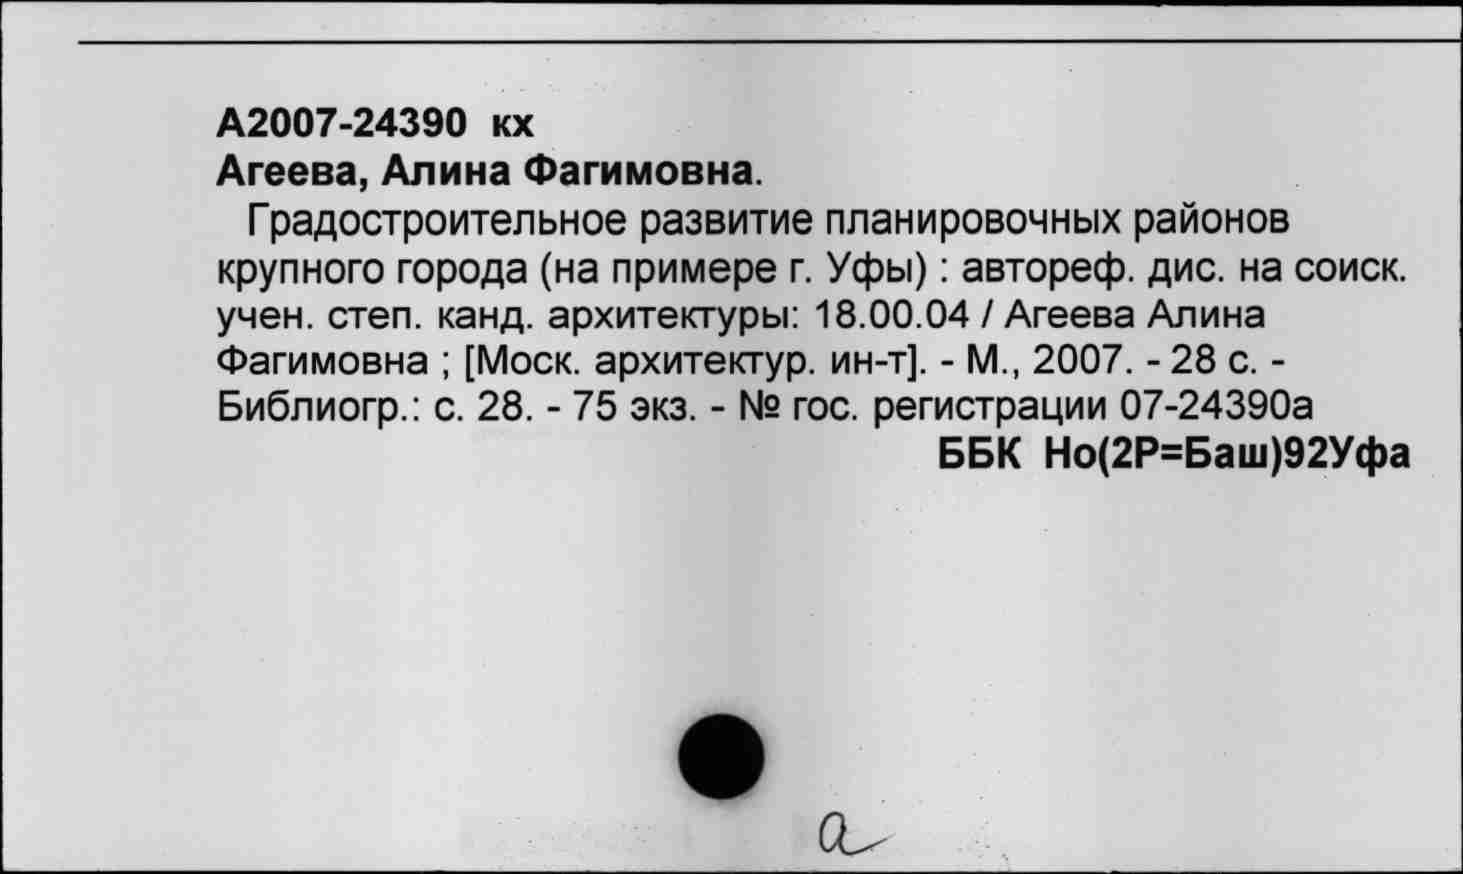 А2007-24390 кх
Агеева, Алина Фагимовна.
Градостроительное развитие планировочных районов
крупного города (на примере г. Уфы) : автореф. дис. на соиск.
учен. степ. канд. архитектуры: 18.00.04 / Агеева Алина
Фагимовна ; [Моск. архитектур. ин-т]. - М., 2007. - 28 с. -
Библиогр.: с. 28. - 75 экз. - № гос. регистрации 07-24390а
ББК Но(2Р=Баш)92Уфа
а